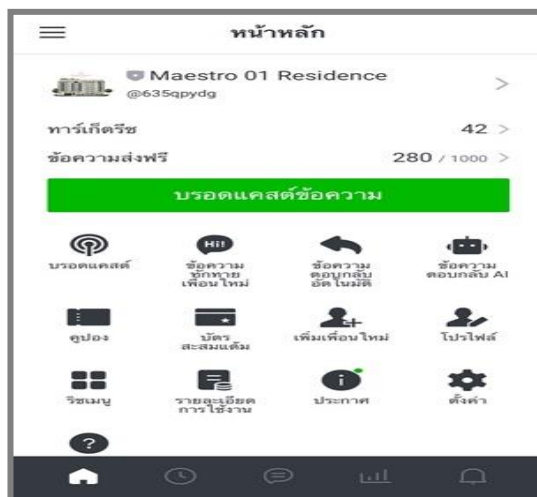 หน้าหลัก
Maestro 01 Residence
@635qpydg
ทาร์เก็ตรีช 42
ข้อความส่งฟรี 280 / 1000
บรอดแคสต์ข้อความ
Hi!
บรอดแคสต์
ข้อความ
ทักทาย
เพื่อนใหม่
ข้อความ
ตอบกลับ
อัตโนมัติ
ข้อความ
ตอบกลับ AI
คูปอง
บัตร
สะสมแต้ม
เพิ่มเพื่อนใหม่
โปรไฟล์
ริชเมนู
รายละเอียด
การใช้งาน
ประกาศ
ตั้งค่า